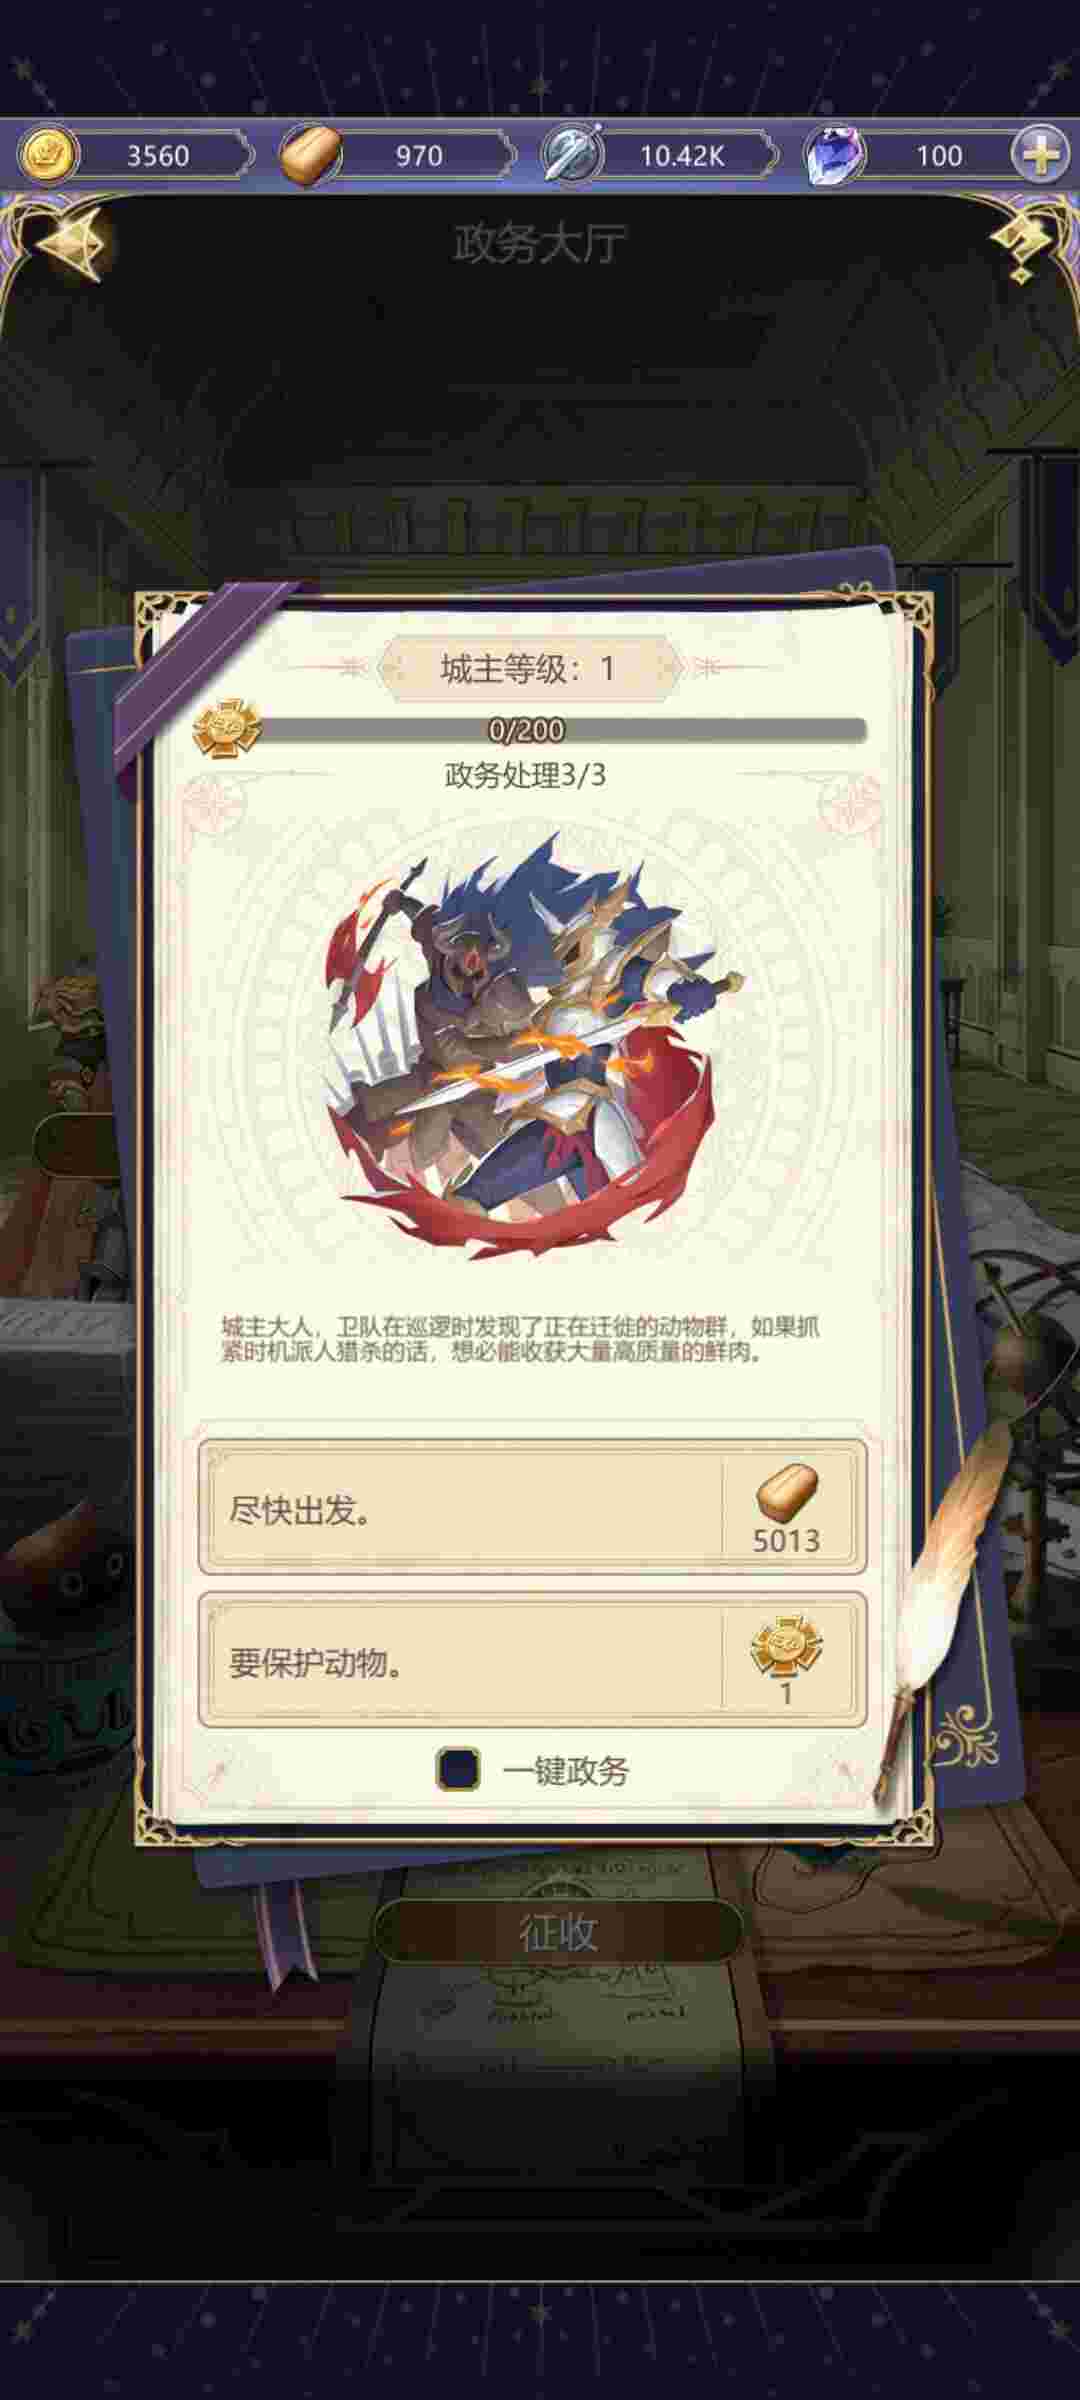 3560
970
10.42K
100
政务大厅
城主等级：1
0/200
政务处理3/3
城主大人，卫队在巡逻时发现了正在迁徙的动物群，如果抓
紧时机派人猎杀的话，想必能收获大量高质量的鲜肉。
尽快出发。
5013
要保护动物。
1
一键政务
征收